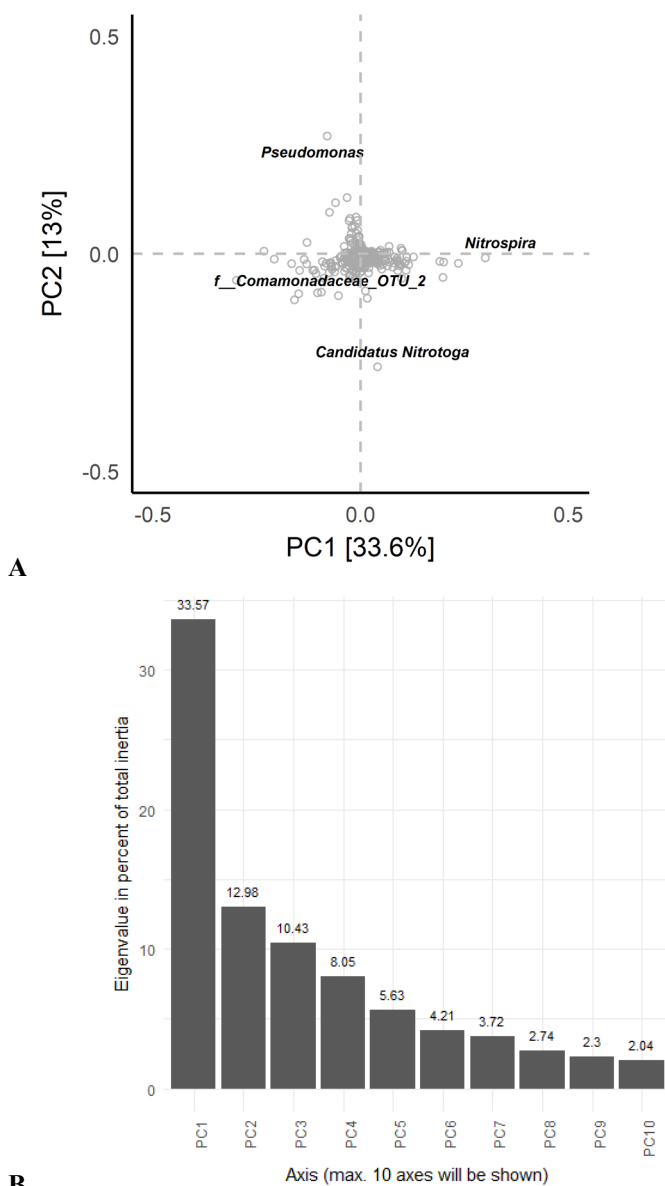 0.5
Pseudomonas
PC2 [13%]
0.0
Nitrospira
f__Comamonadaceae_OTU_2
Candidatus Nitrotoga
-0.5
-0.5 0.0 0.5
PC1 [33.6%]
A
33.57
30
Eigenvalue in percent of total inertia
20
12.98
10.43
10
8.05
5.63
4.21
3.72
2.74
2.3
2.04
0
PC1 PC2 PC3 PC4 PC5 PC6 PC7 PC8 PC9 PC10
Axis (max. 10 axes will be shown)
B